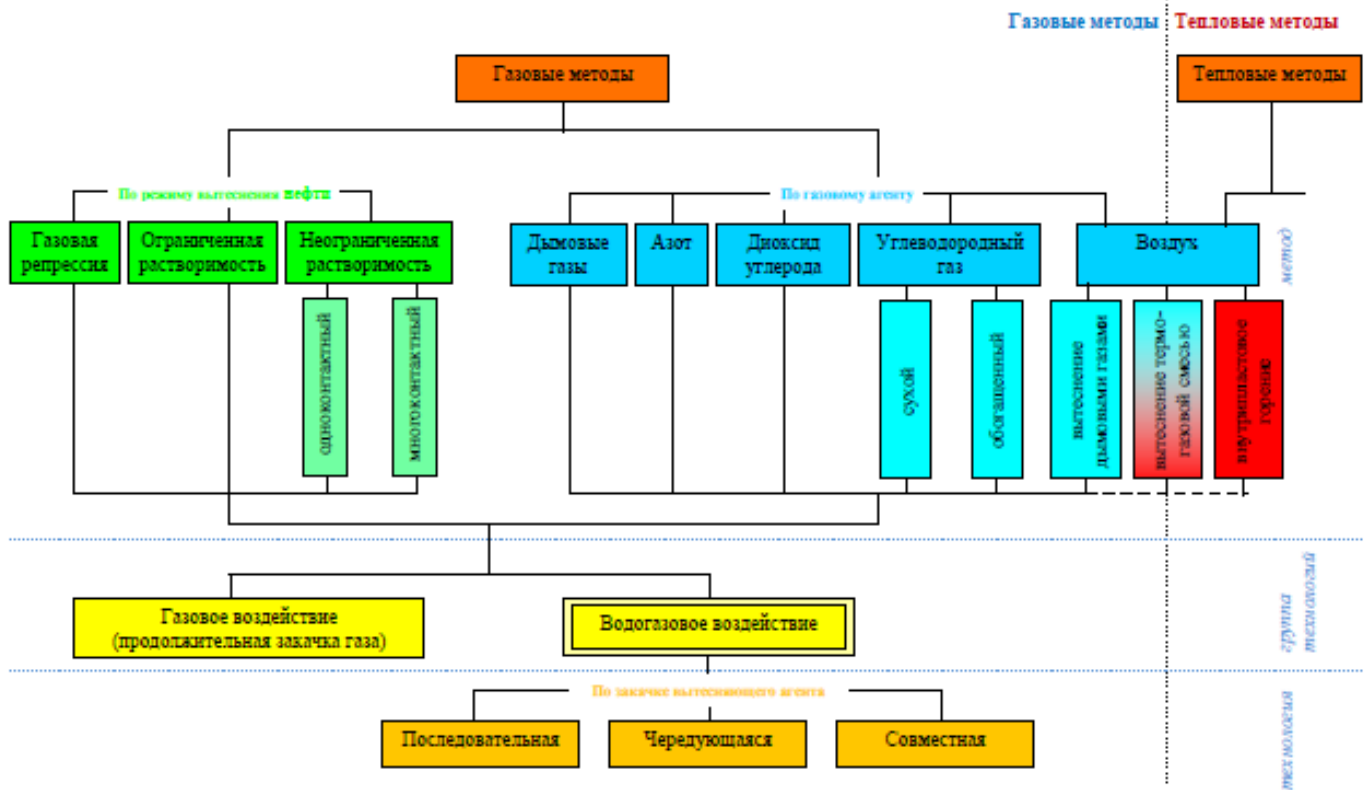 Газовые методы
Тепловые методы
Газовые методы
Тепловые методы
По режиму вытеснения нефти
По газовому агенту
Газовая
репрессия
Ограниченная
растворимость
Неограниченная
растворимость
Дымовые
газы
Азот
Диоксид
углерода
Углеводородный
газ
Воздух
метод
одноконтактный
многоконтактный
сухой
обогащенный
вытеснение
дымовыми газами
вытеснение термо-
газовой смесью
внутрипластовое
горение
Газовое воздействие
(продолжительная закачка газа)
Водогазовое воздействие
группа
технологий
По закачке вытесняющего агента
Последовательная
Чередующаяся
Совместная
технология